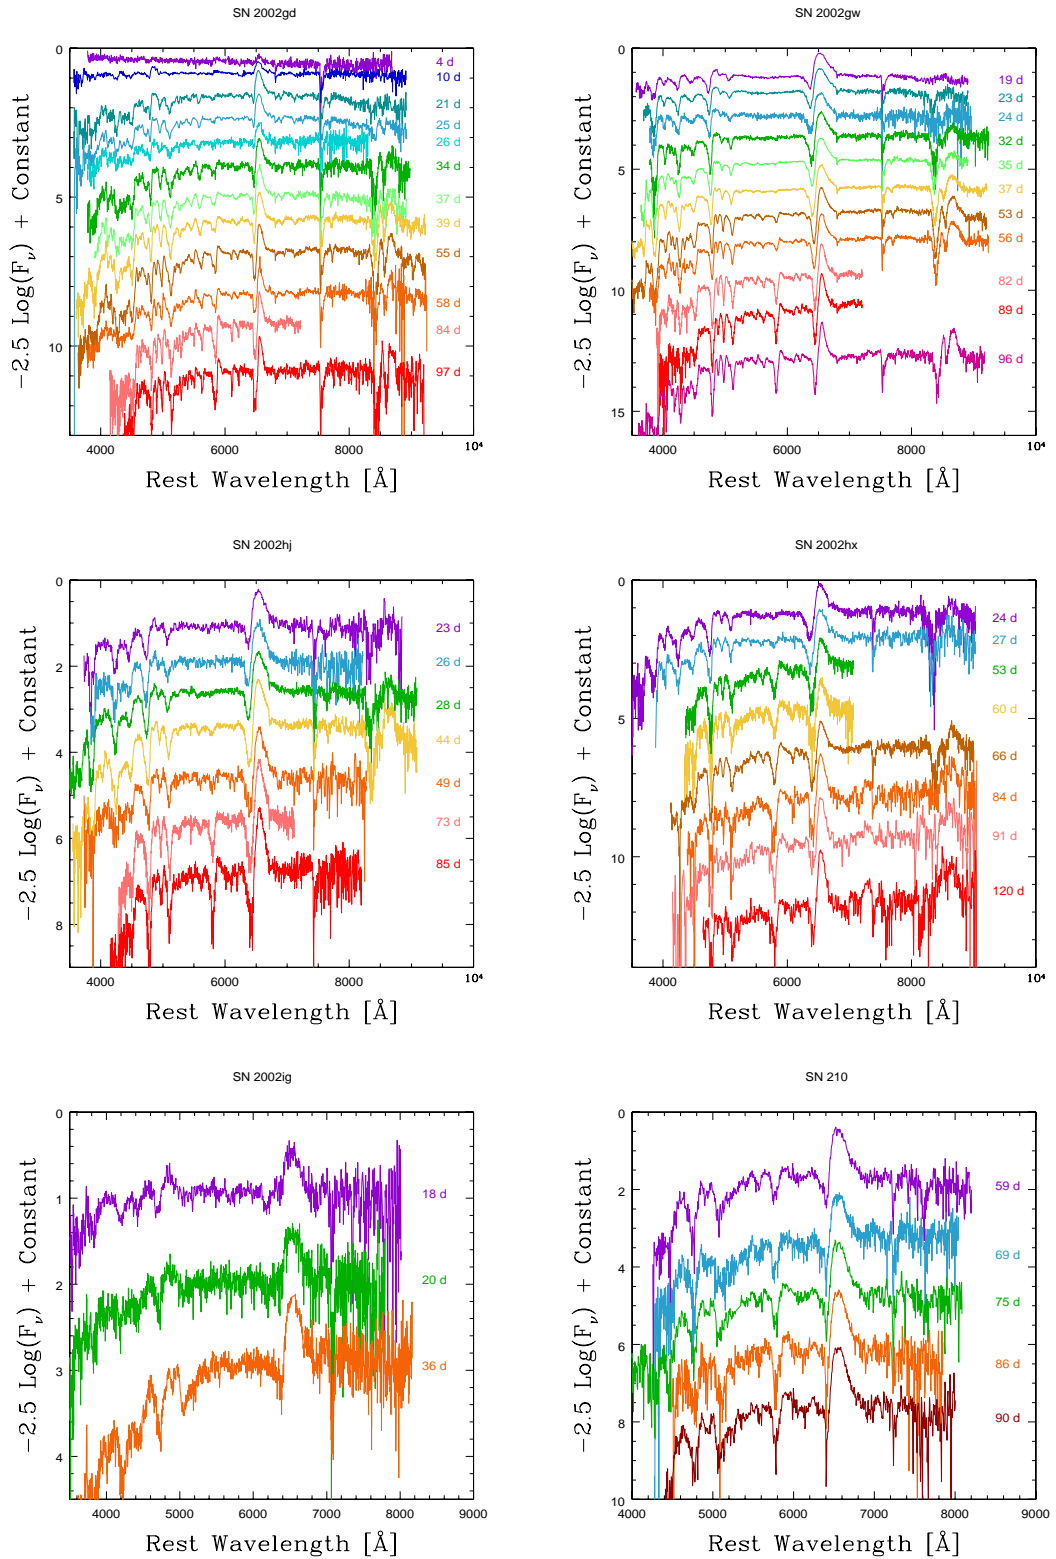 SN 2002gd
−2.5 Log(Fν) + Constant
0
5
10
4 d
10 d
21 d
25 d
26 d
34 d
37 d
39 d
55 d
58 d
84 d
97 d
4000
6000
8000
10⁴
Rest Wavelength [Å]
SN 2002gw
−2.5 Log(Fν) + Constant
0
5
10
15
19 d
23 d
24 d
32 d
35 d
37 d
53 d
56 d
82 d
89 d
96 d
4000
6000
8000
10⁴
Rest Wavelength [Å]
SN 2002hj
−2.5 Log(Fν) + Constant
0
2
4
6
8
23 d
26 d
28 d
44 d
49 d
73 d
85 d
4000
6000
8000
10⁴
Rest Wavelength [Å]
SN 2002hx
−2.5 Log(Fν) + Constant
0
5
10
24 d
27 d
53 d
60 d
66 d
84 d
91 d
120 d
4000
6000
8000
10⁴
Rest Wavelength [Å]
SN 2002ig
−2.5 Log(Fν) + Constant
0
1
2
3
4
18 d
20 d
36 d
4000
5000
6000
7000
8000
9000
Rest Wavelength [Å]
SN 210
−2.5 Log(Fν) + Constant
0
2
4
6
8
10
59 d
69 d
75 d
86 d
90 d
4000
5000
6000
7000
8000
9000
Rest Wavelength [Å]